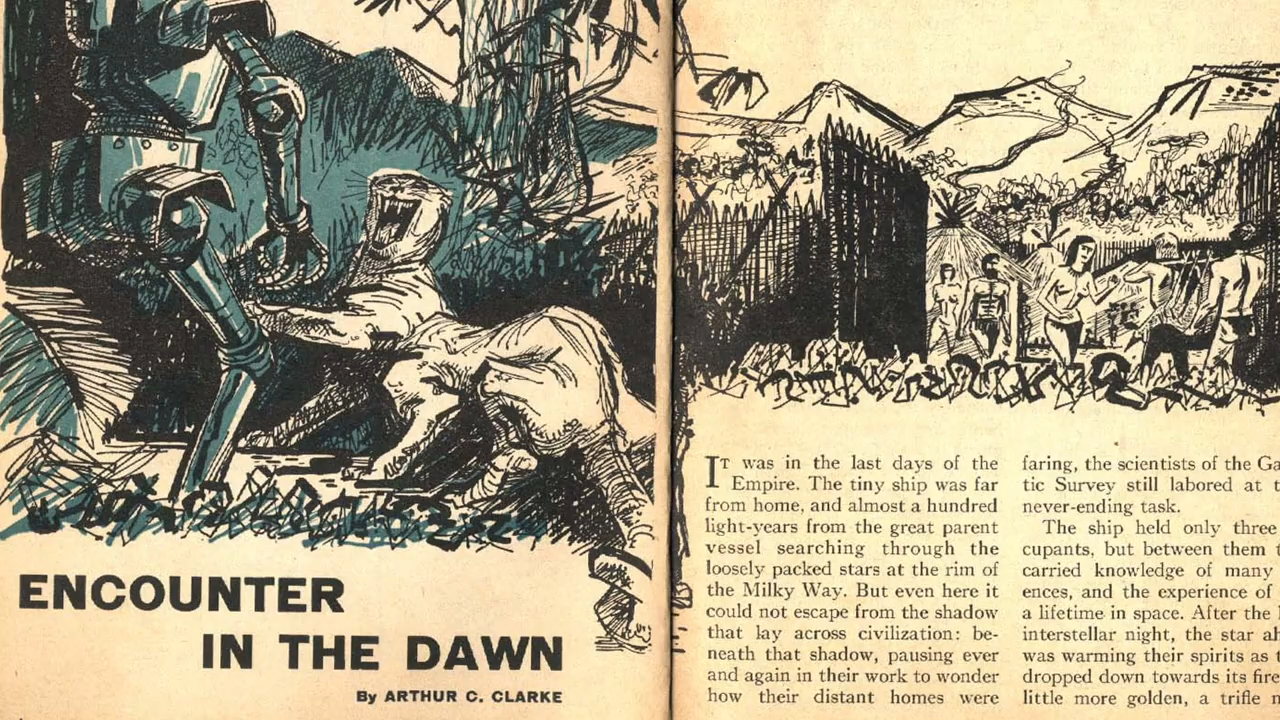 ENCOUNTER
IN THE DAWN
By ARTHUR C. CLARKE
IT was in the last days of the
Empire. The tiny ship was far
from home, and almost a hundred
light-years from the great parent
vessel searching through the
loosely packed stars at the rim of
the Milky Way. But even here it
could not escape from the shadow
that lay across civilization: be-
neath that shadow, pausing ever
and again in their work to wonder
how their distant homes were
faring, the scientists of the
tic Survey still labored at
never-ending task.
The ship held only three
cupants, but between them
carried knowledge of many
ences, and the experience of
a lifetime in space. After the
interstellar night, the star
was warming their spirits as
dropped down towards its
little more golden, a trifle